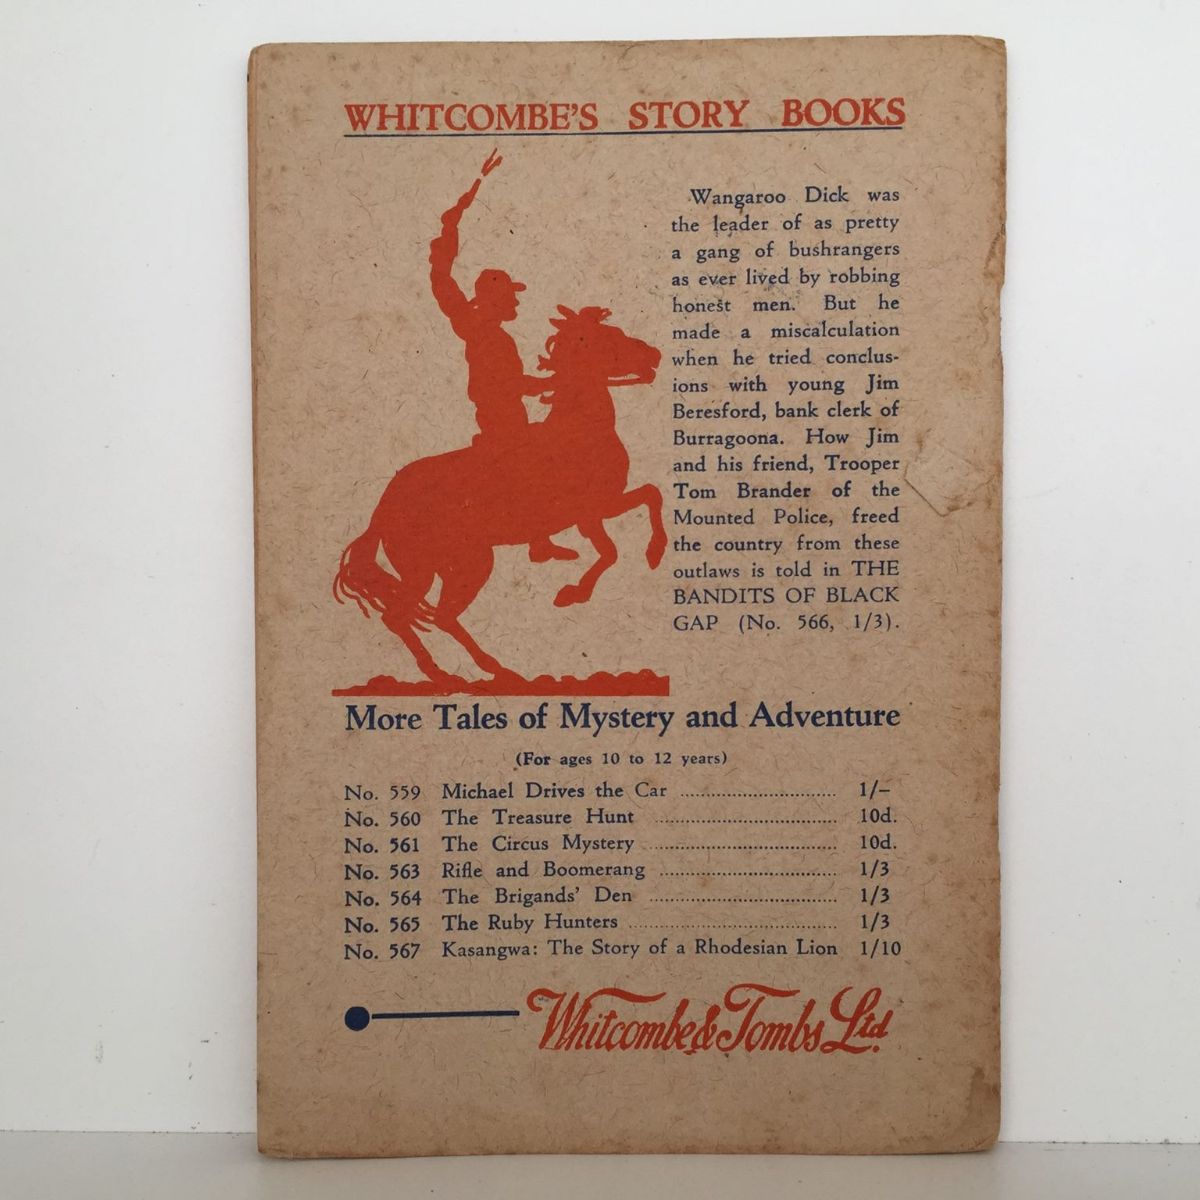 WHITCOMBE'S STORY BOOKS
Wangaroo Dick was
the leader of as pretty
a gang of bushrangers
as ever lived by robbing
honest men. But he
made a miscalculation
when he tried conclus-
ions with young Jim
Beresford, bank clerk of
Burragoona. How Jim
and his friend, Trooper
Tom Brander of the
Mounted Police, freed
the country from these
outlaws is told in THE
BANDITS OF BLACK
GAP (No. 566, 1/3).
More Tales of Mystery and Adventure
(For ages 10 to 12 years)
No. 559 Michael Drives the Car ............................ 1/–
No. 560 The Treasure Hunt ................................ 10d.
No. 561 The Circus Mystery ................................ 10d.
No. 563 Rifle and Boomerang ............................... 1/3
No. 564 The Brigands' Den ................................. 1/3
No. 565 The Ruby Hunters .................................. 1/3
No. 567 Kasangwa: The Story of a Rhodesian Lion 1/10
Whitcombe & Tombs Ltd.